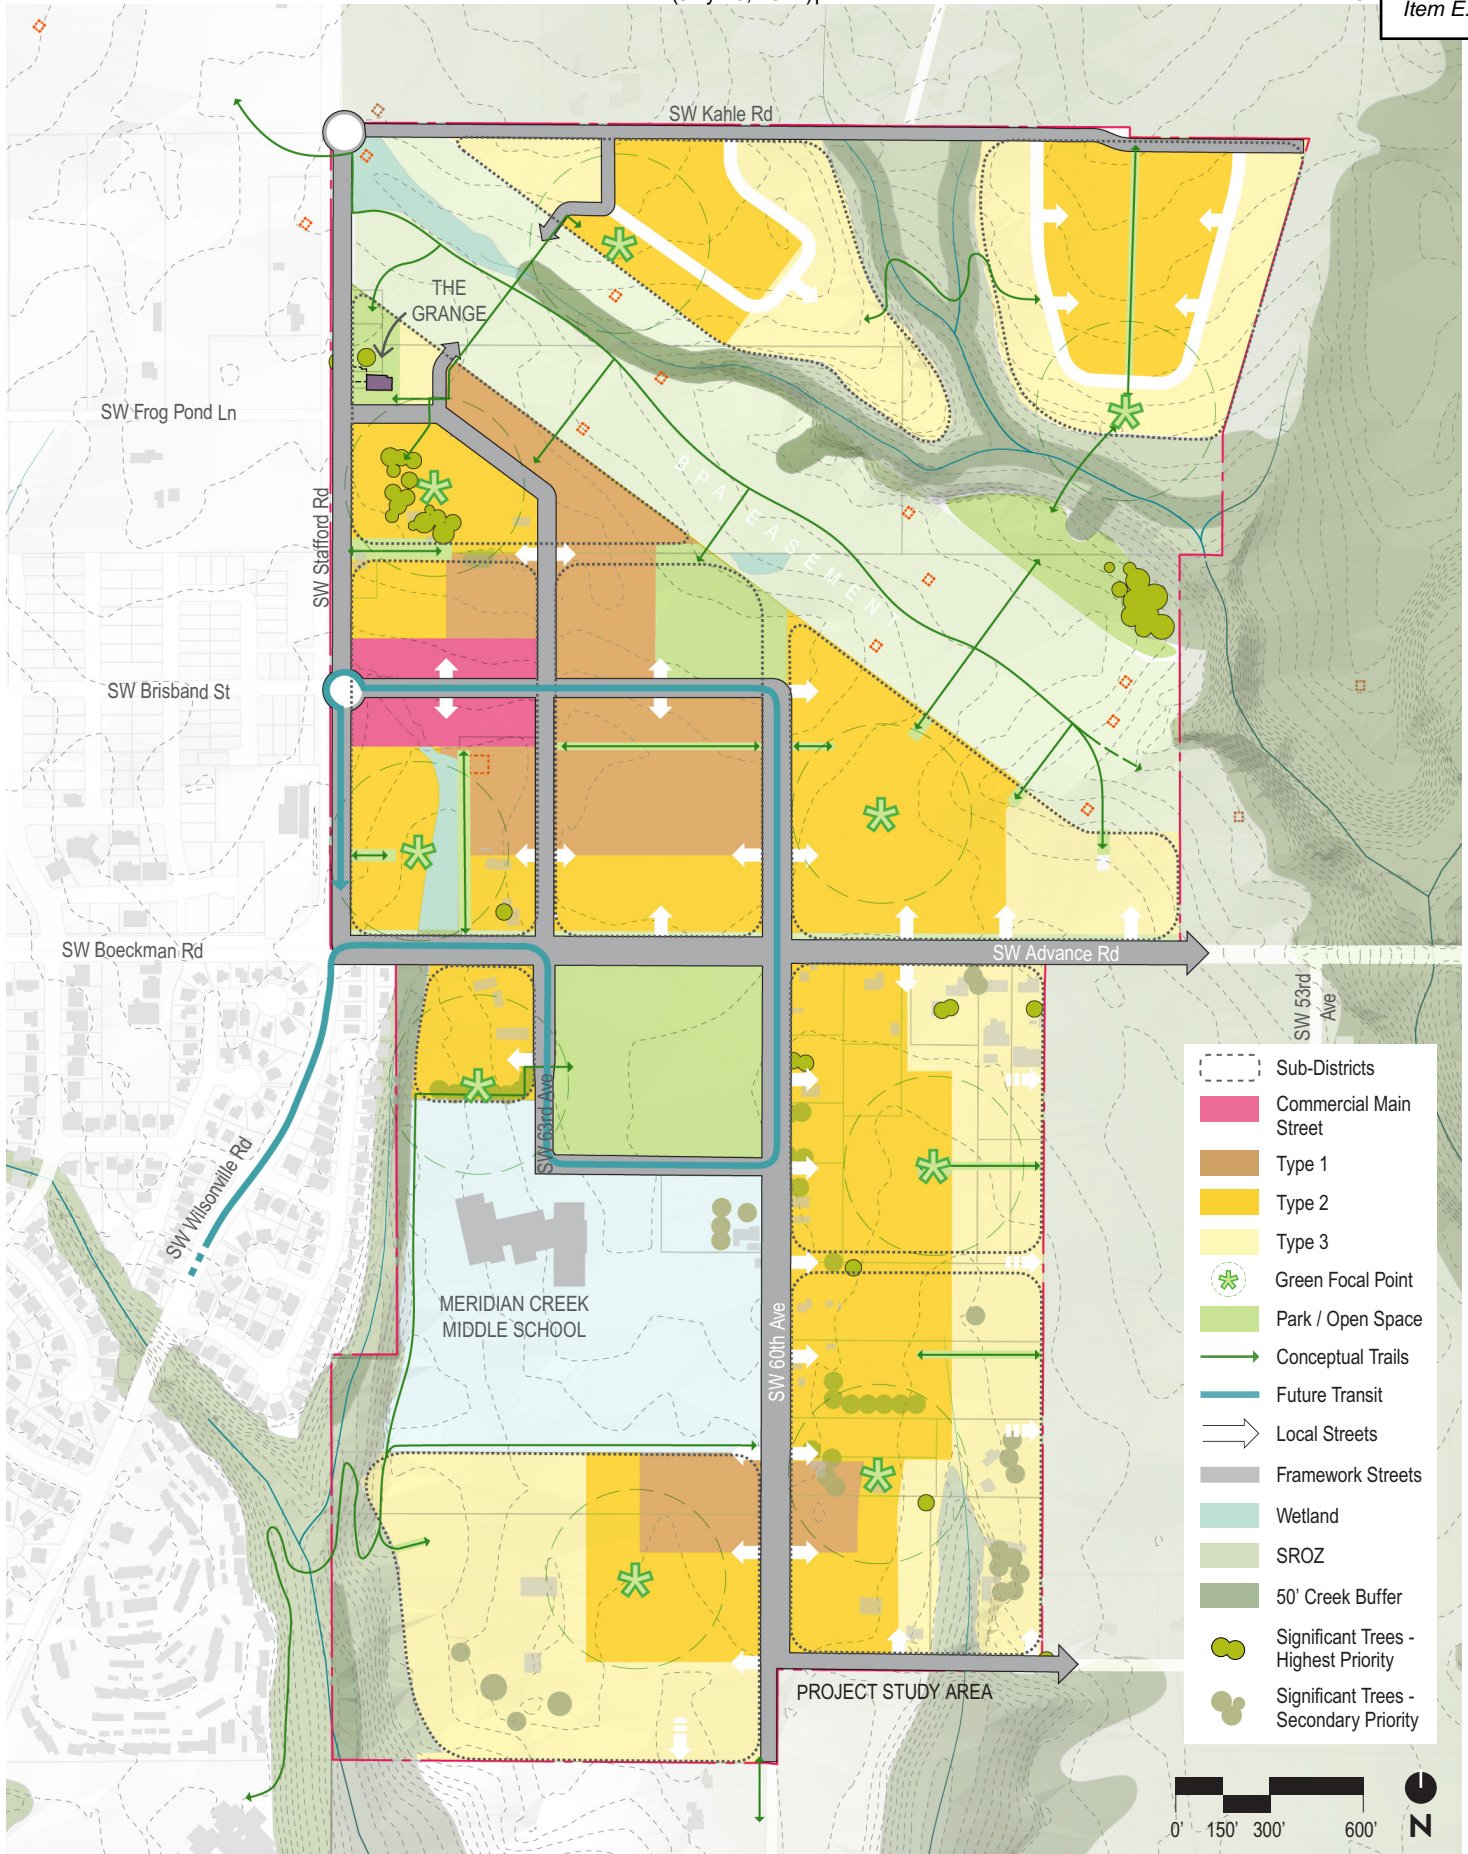 Item E.
SW Kahle Rd
THE
GRANGE
SW Frog Pond Ln
SW Stafford Rd
BPA EASEMENT
SW Brisband St
SW Boeckman Rd
SW Advance Rd
SW 53rd
Ave
SW 63rd Ave
SW Wilsonville Rd
MERIDIAN CREEK
MIDDLE SCHOOL
SW 60th Ave
PROJECT STUDY AREA
Sub-Districts
Commercial Main
Street
Type 1
Type 2
Type 3
Green Focal Point
Park / Open Space
Conceptual Trails
Future Transit
Local Streets
Framework Streets
Wetland
SROZ
50' Creek Buffer
Significant Trees -
Highest Priority
Significant Trees -
Secondary Priority
0' 150' 300' 600'
N